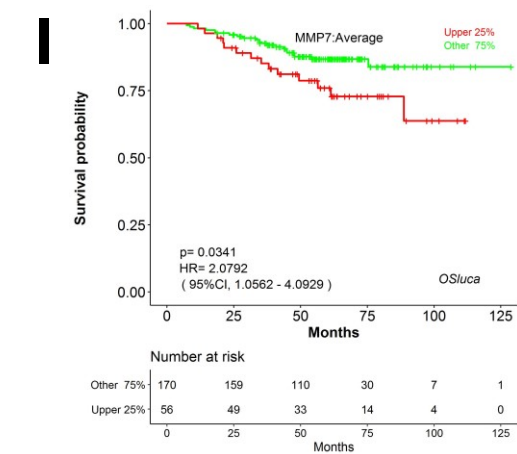 I
1.00
MMP7:Average
Upper 25%
Other 75%
0.75
Survival probability
0.50
0.25
p= 0.0341
HR= 2.0792
( 95%CI, 1.0562 - 4.0929 )
OSluca
0.00
0 25 50 75 100 125
Months
Number at risk
Other 75% 170 159 110 30 7 1
Upper 25% 56 49 33 14 4 0
0 25 50 75 100 125
Months